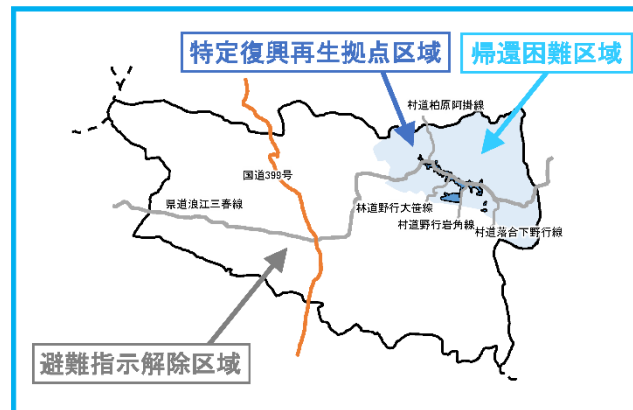 特定復興再生拠点区域
帰還困難区域
村道柏原阿掛線
国道399号
県道浪江三春線
林道野行大笹線
村道野行岩角線
村道落合下野行線
避難指示解除区域